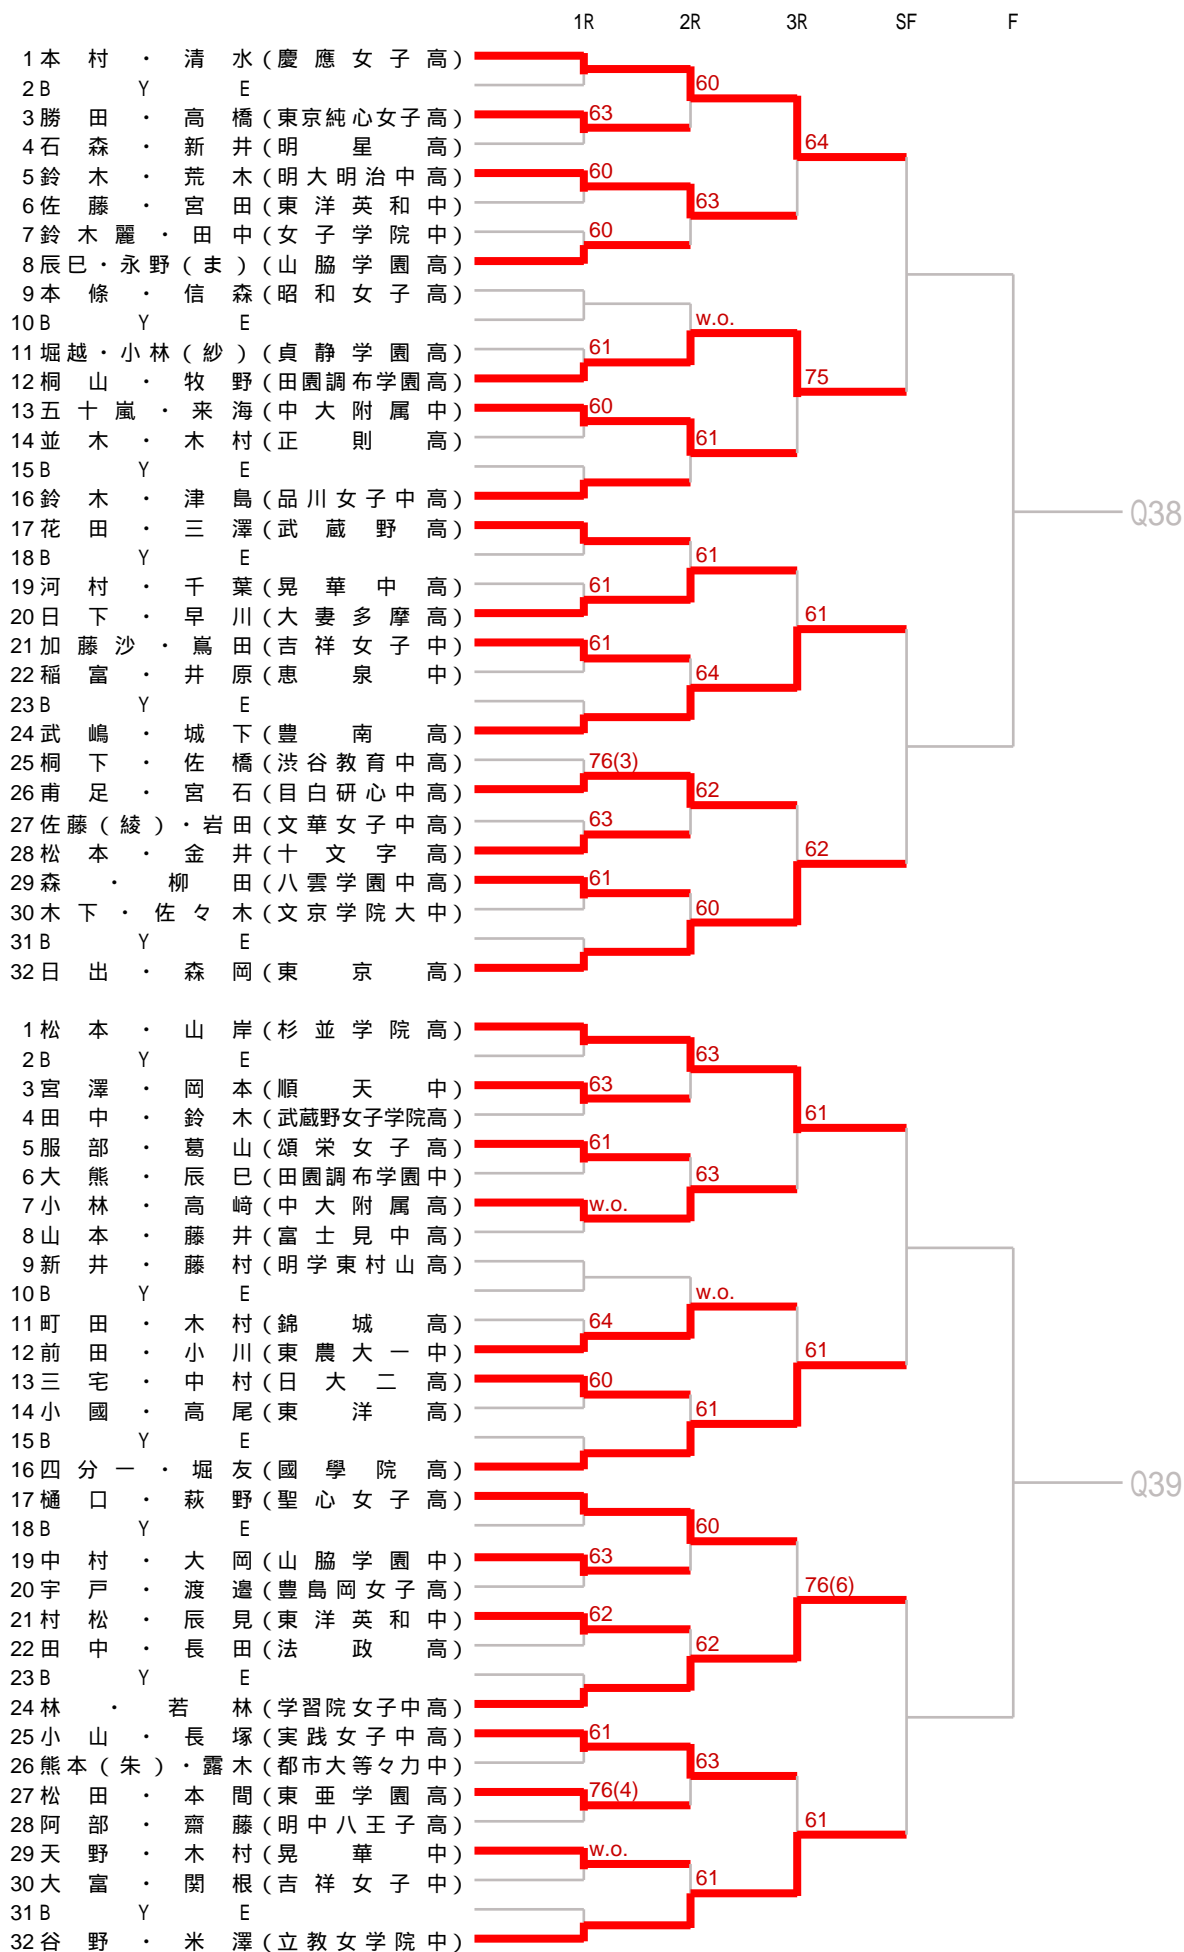 1R 2R 3R SF F
1 本村・清水 (慶應女子高)
2 BYE
60
3 勝田・高橋 (東京純心女子高) 63
4 石森・新井 (明星高) 64
5 鈴木・荒木 (明大明治中高) 60
6 佐藤・宮田 (東洋英和中) 63
7 鈴木麗・田中 (女子学院中) 60
8 辰巳・永野(ま) (山脇学園高)
9 本條・信森 (昭和女子高)
10 BYE w.o.
11 堀越・小林(紗) (貞静学園高) 61
12 桐山・牧野 (田園調布学園高) 75
13 五十嵐・来海 (中大附属中) 60
14 並木・木村 (正則高) 61
15 BYE
16 鈴木・津島 (品川女子中高)
Q38
17 花田・三澤 (武蔵野高)
18 BYE 61
19 河村・千葉 (晃華中高) 61
20 日下・早川 (大妻多摩高) 61
21 加藤沙・嶌田 (吉祥女子中) 61
22 稲富・井原 (恵泉中) 64
23 BYE
24 武嶋・城下 (豊南高)
25 桐下・佐橋 (渋谷教育中高) 76(3)
26 甫足・宮石 (目白研心中高) 62
27 佐藤(綾)・岩田 (文華女子中高) 63
28 松本・金井 (十文字高) 62
29 森・柳田 (八雲学園中高) 61
30 木下・佐々木 (文京学院大中) 60
31 BYE
32 日出・森岡 (東京高)
1 松本・山岸 (杉並学院高)
2 BYE 63
3 宮澤・岡本 (順天中) 63
4 田中・鈴木 (武蔵野女子学院高) 61
5 服部・葛山 (頌栄女子高) 61
6 大熊・辰巳 (田園調布学園中) 63
7 小林・高﨑 (中大附属高) w.o.
8 山本・藤井 (富士見中高)
9 新井・藤村 (明学東村山高)
10 BYE w.o.
11 町田・木村 (錦城高) 64
12 前田・小川 (東農大一中) 61
13 三宅・中村 (日大二高) 60
14 小國・高尾 (東洋高) 61
15 BYE
16 四分一・堀友 (國學院高)
Q39
17 樋口・萩野 (聖心女子高)
18 BYE 60
19 中村・大岡 (山脇学園中) 63
20 宇戸・渡邉 (豊島岡女子高) 76(6)
21 村松・辰見 (東洋英和中) 62
22 田中・長田 (法政高) 62
23 BYE
24 林・若林 (学習院女子中高)
25 小山・長塚 (実践女子中高) 61
26 熊本(朱)・露木 (都市大等々力中) 63
27 松田・本間 (東亜学園高) 76(4)
28 阿部・齋藤 (明中八王子高) 61
29 天野・木村 (晃華中) w.o.
30 大富・関根 (吉祥女子中) 61
31 BYE
32 谷野・米澤 (立教女学院中)